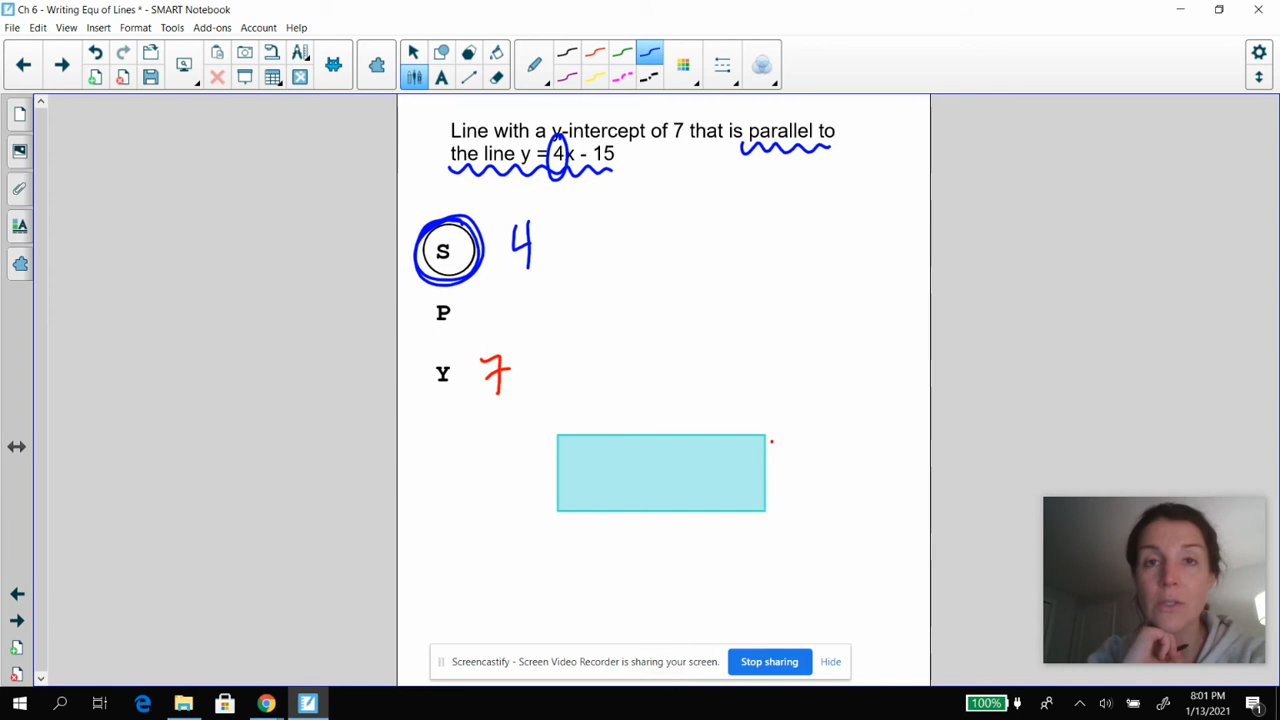 Ch 6 - Writing Equ of Lines * - SMART Notebook
File Edit View Insert Format Tools Add-ons Account Help
Line with a y-intercept of 7 that is parallel to
the line y = 4x - 15
S 4
P
Y 7
Screencastify - Screen Video Recorder is sharing your screen. Stop sharing Hide
100%
8:01 PM
1/13/2021
1